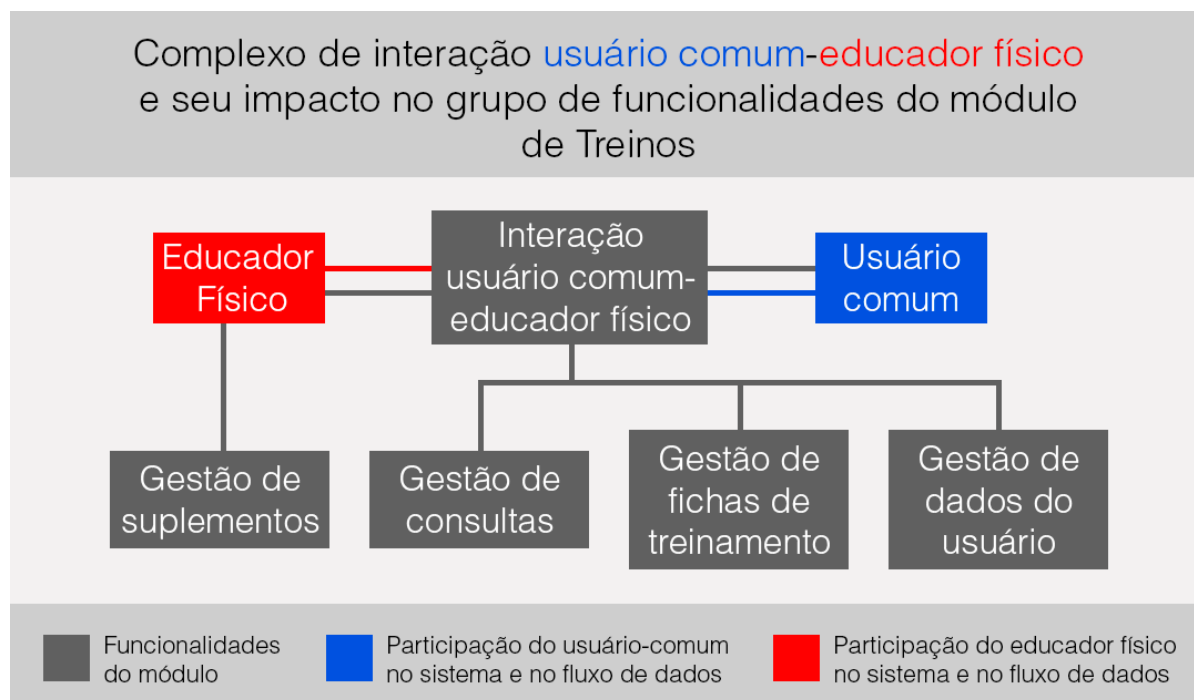 Complexo de interação usuário comum-educador físico
e seu impacto no grupo de funcionalidades do módulo
de Treinos
Educador
Físico
Interação
usuário comum-
educador físico
Usuário
comum
Gestão de
suplementos
Gestão de
consultas
Gestão de
fichas de
treinamento
Gestão de
dados do
usuário
Funcionalidades
do módulo
Participação do usuário-comum
no sistema e no fluxo de dados
Participação do educador físico
no sistema e no fluxo de dados